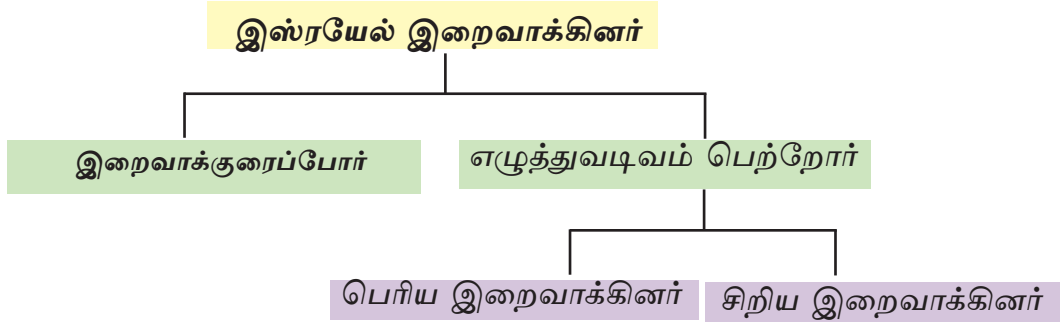 இஸ்ரயேல் இறைவாக்கினர்
இறைவாக்குரைப்போர்
எழுத்துவடிவம் பெற்றோர்
பெரிய இறைவாக்கினர்
சிறிய இறைவாக்கினர்